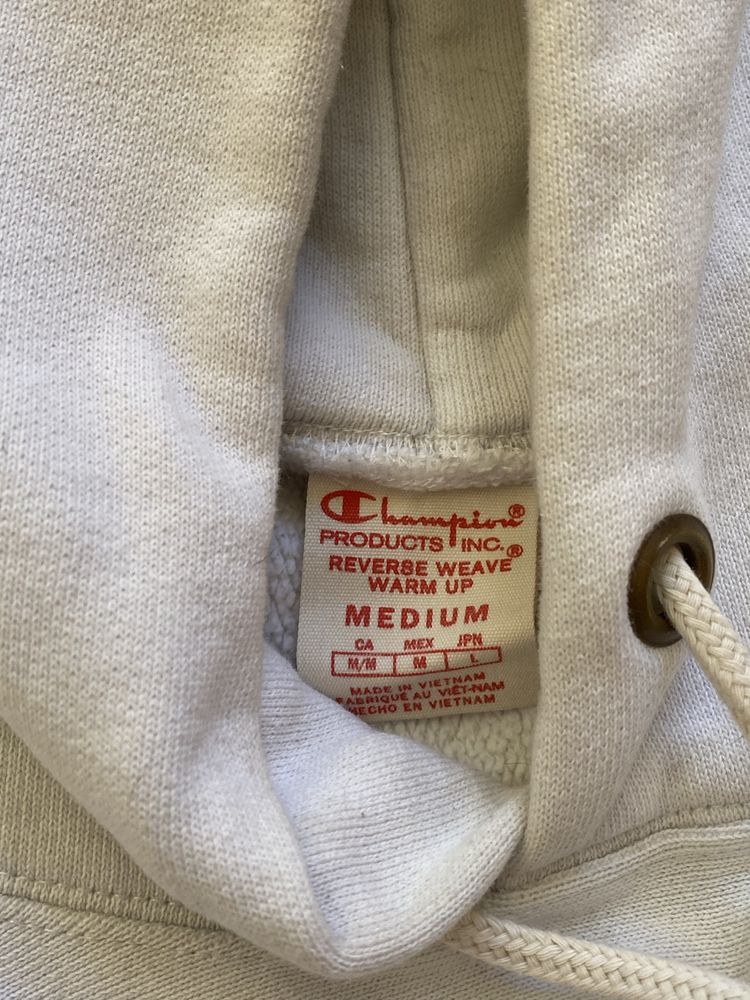 Champion®
PRODUCTS INC.®
REVERSE WEAVE
WARM UP
MEDIUM
CA MEX JPN
M/M M L
MADE IN VIETNAM
FABRIQUÉ AU VIÊT-NAM
HECHO EN VIETNAM